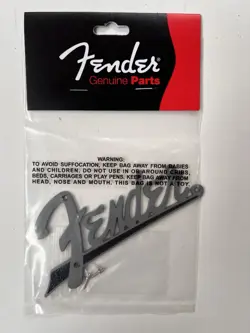 Fender
Genuine Parts
WARNING:
TO AVOID SUFFOCATION, KEEP BAG AWAY FROM BABIES
AND CHILDREN. DO NOT USE IN OR AROUND CRIBS,
BEDS, CARRIAGES OR PLAY PENS. KEEP BAG AWAY FROM
HEAD, NOSE AND MOUTH. THIS BAG IS NOT A TOY.
Fender